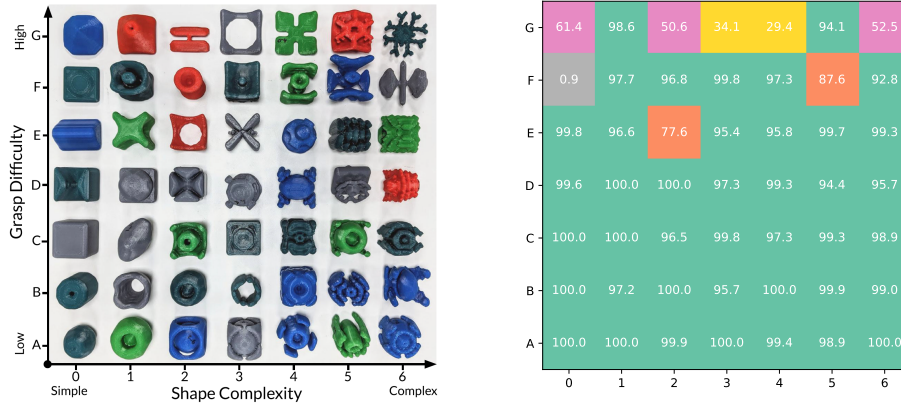 Grasp Difficulty
High
Low
G
F
E
D
C
B
A
0 1 2 3 4 5 6
Simple Complex
Shape Complexity
G 61.4 98.6 50.6 34.1 29.4 94.1 52.5
F 0.9 97.7 96.8 99.8 97.3 87.6 92.8
E 99.8 96.6 77.6 95.4 95.8 99.7 99.3
D 99.6 100.0 100.0 97.3 99.3 94.4 95.7
C 100.0 100.0 96.5 99.8 97.3 99.3 98.9
B 100.0 97.2 100.0 95.7 100.0 99.9 99.0
A 100.0 100.0 99.9 100.0 99.4 98.9 100.0
0 1 2 3 4 5 6